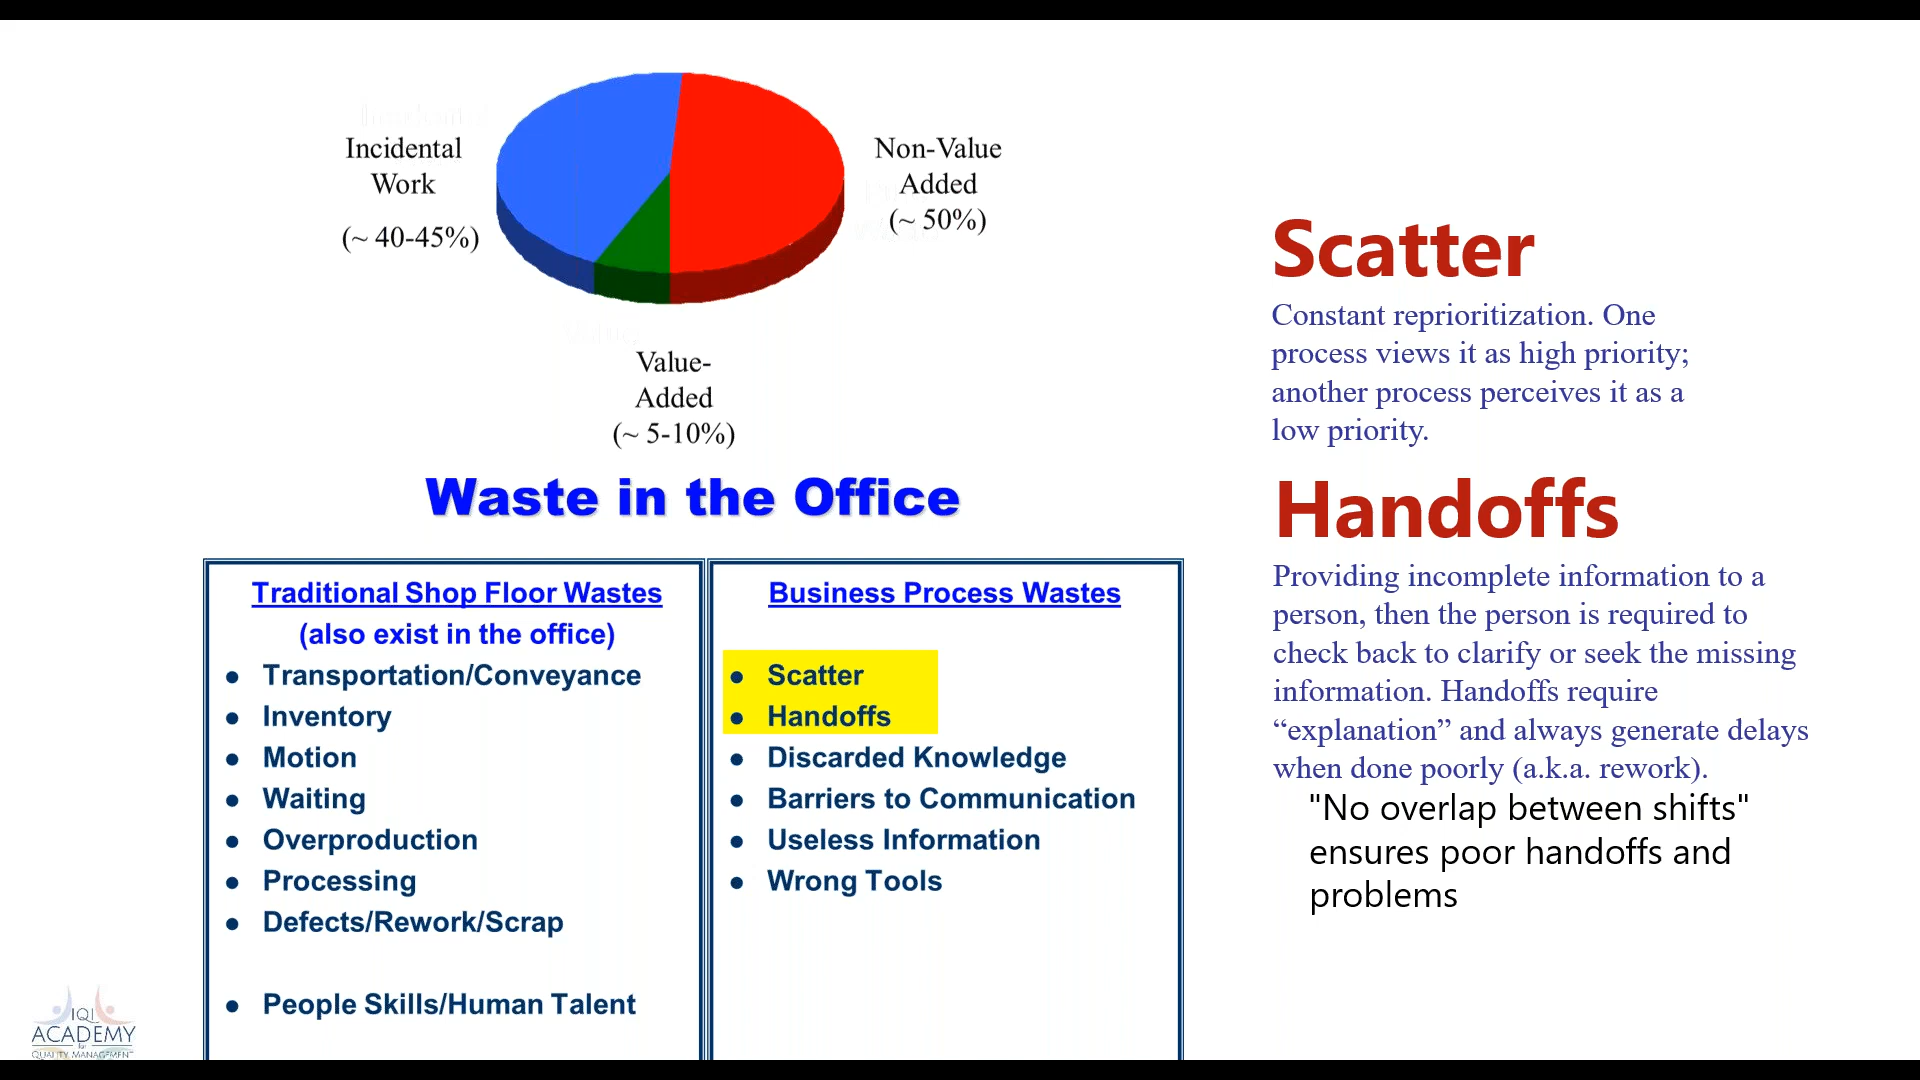 Incidental
Work
(~ 40-45%)
Non-Value
Added
(~ 50%)
Value-
Added
(~ 5-10%)
Waste in the Office
Traditional Shop Floor Wastes
(also exist in the office)
● Transportation/Conveyance
● Inventory
● Motion
● Waiting
● Overproduction
● Processing
● Defects/Rework/Scrap
● People Skills/Human Talent
Business Process Wastes
● Scatter
● Handoffs
● Discarded Knowledge
● Barriers to Communication
● Useless Information
● Wrong Tools
Scatter
Constant reprioritization. One
process views it as high priority;
another process perceives it as a
low priority.
Handoffs
Providing incomplete information to a
person, then the person is required to
check back to clarify or seek the missing
information. Handoffs require
“explanation” and always generate delays
when done poorly (a.k.a. rework).
"No overlap between shifts"
ensures poor handoffs and
problems
IQI
ACADEMY
for
QUALITY MANAGEMENT